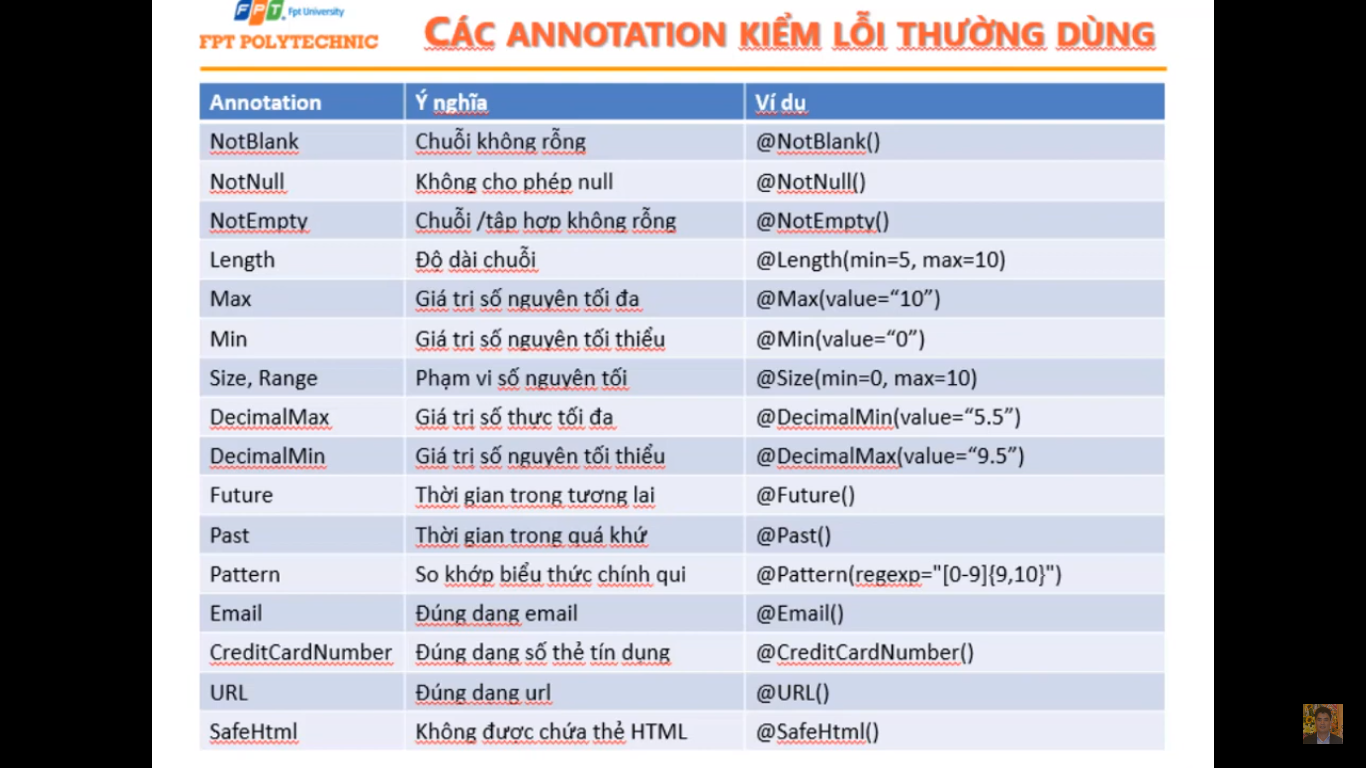 FPT. Fpt University
FPT POLYTECHNIC
CÁC ANNOTATION KIỂM LỖI THƯỜNG DÙNG
Annotation Ý nghĩa Ví dụ
NotBlank Chuỗi không rỗng @NotBlank()
NotNull Không cho phép null @NotNull()
NotEmpty Chuỗi /tập hợp không rỗng @NotEmpty()
Length Độ dài chuỗi @Length(min=5, max=10)
Max Giá trị số nguyên tối đa @Max(value=“10”)
Min Giá trị số nguyên tối thiểu @Min(value=“0”)
Size, Range Phạm vi số nguyên tối @Size(min=0, max=10)
DecimalMax Giá trị số thực tối đa @DecimalMin(value=“5.5”)
DecimalMin Giá trị số nguyên tối thiểu @DecimalMax(value=“9.5”)
Future Thời gian trong tương lai @Future()
Past Thời gian trong quá khứ @Past()
Pattern So khớp biểu thức chính qui @Pattern(regexp="[0-9]{9,10}")
Email Đúng dạng email @Email()
CreditCardNumber Đúng dạng số thẻ tín dụng @CreditCardNumber()
URL Đúng dạng url @URL()
SafeHtml Không được chứa thẻ HTML @SafeHtml()